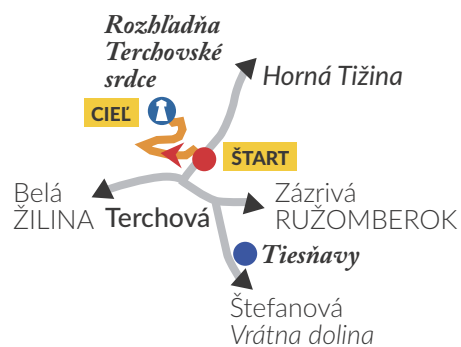 Rozhľadňa
Terchovské
srdce
Horná Tižina
CIEĽ
ŠTART
Belá
ŽILINA
Terchová
Zázrivá
RUŽOMBEROK
Tiesňavy
Štefanová
Vrátna dolina